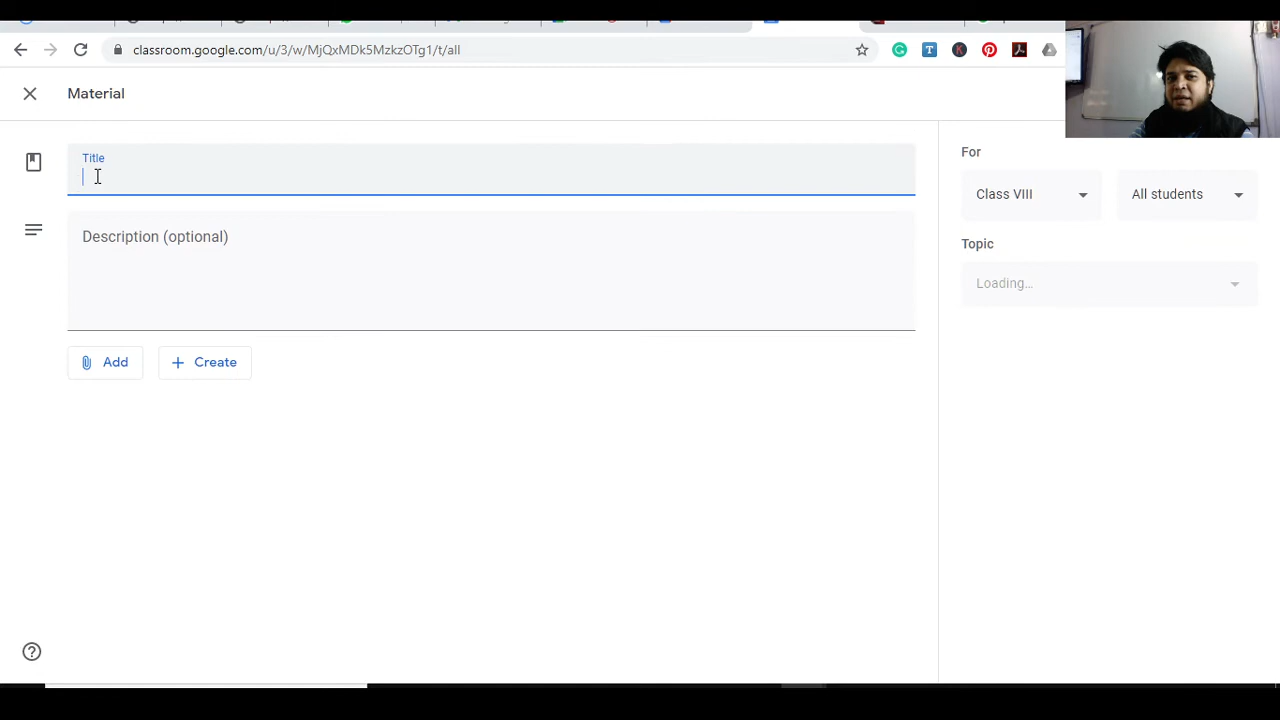 classroom.google.com/u/3/w/MjQxMDk5MzkzOTg1/t/all
Material
Title
Description (optional)
Add
Create
For
Class VIII
All students
Topic
Loading...